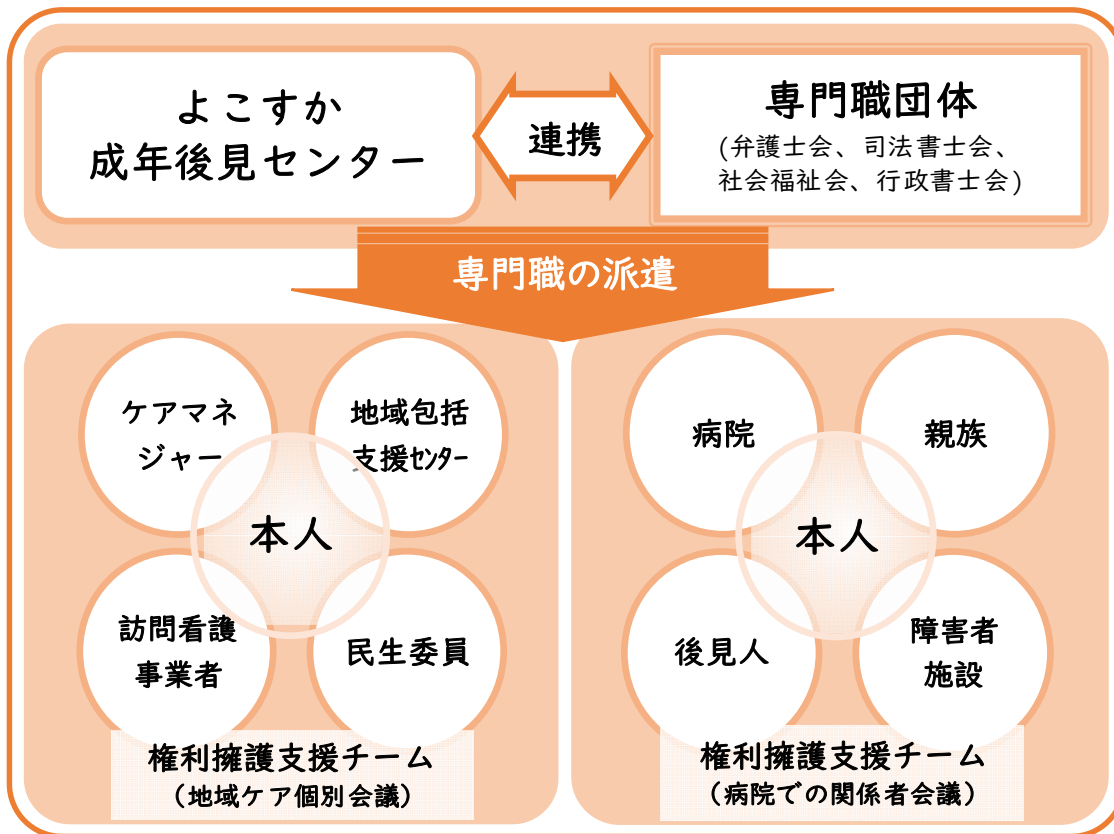 よこすか
成年後見センター
連携
専門職団体
(弁護士会、司法書士会、
社会福祉会、行政書士会)
専門職の派遣
ケアマネ
ジャー
地域包括
支援ｾﾝﾀｰ
本人
訪問看護
事業者
民生委員
権利擁護支援チーム
（地域ケア個別会議）
病院
親族
本人
後見人
障害者
施設
権利擁護支援チーム
（病院での関係者会議）